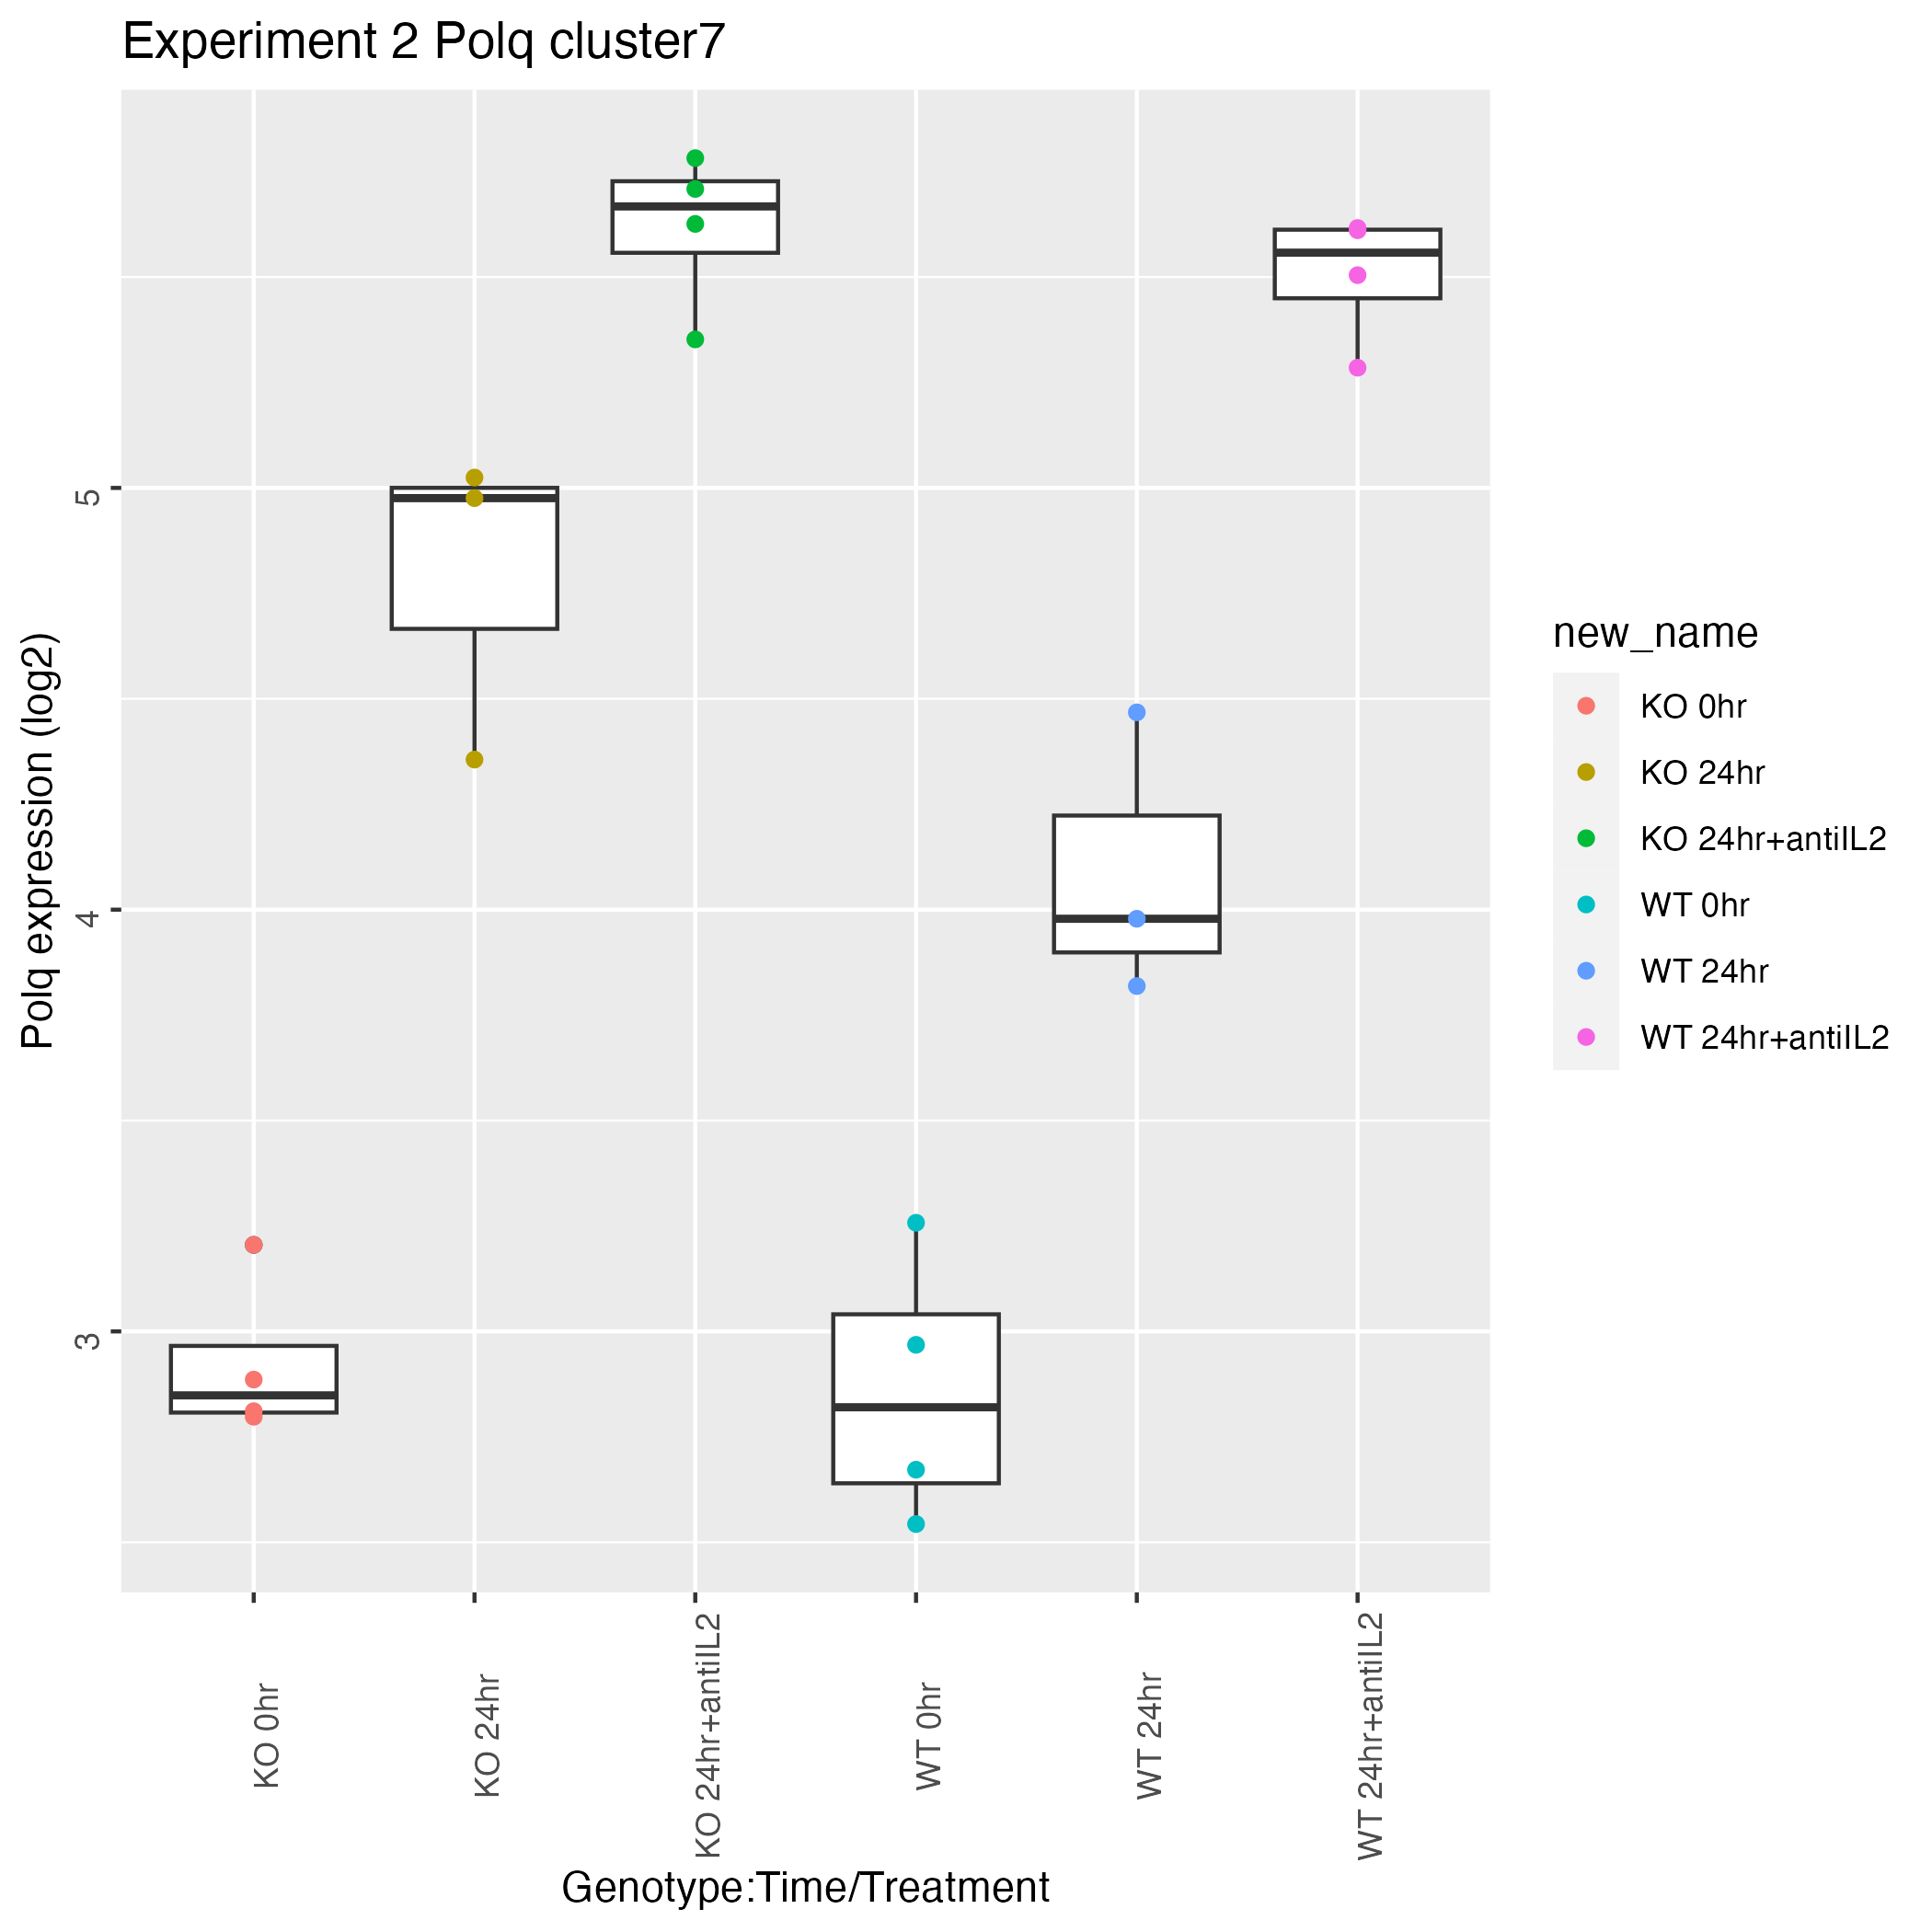 Experiment 2 Polq cluster7
Polq expression (log2)
5
4
3
KO 0hr
KO 24hr
KO 24hr+antiIL2
WT 0hr
WT 24hr
WT 24hr+antiIL2
Genotype:Time/Treatment
new_name
KO 0hr
KO 24hr
KO 24hr+antiIL2
WT 0hr
WT 24hr
WT 24hr+antiIL2